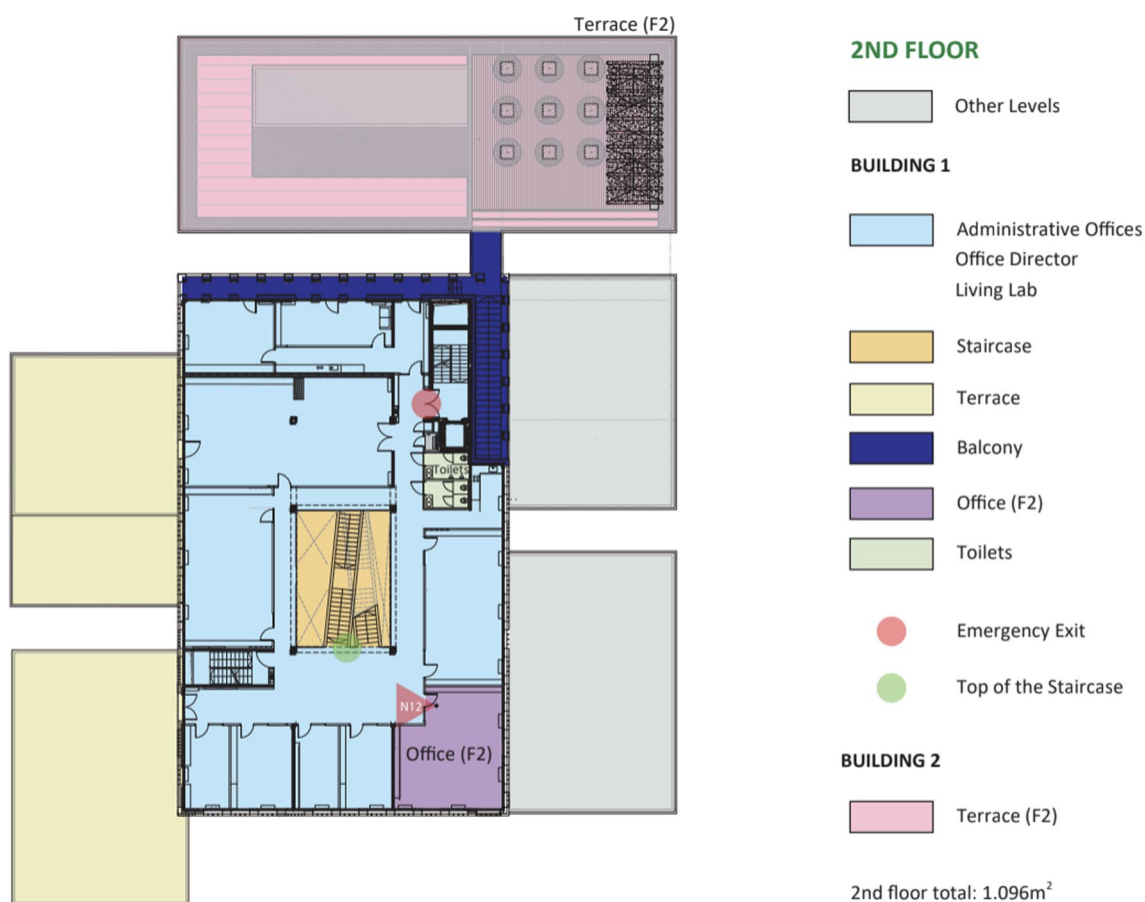 Terrace (F2)
Toilets
N12
Office (F2)
2ND FLOOR
Other Levels
BUILDING 1
Administrative Offices
Office Director
Living Lab
Staircase
Terrace
Balcony
Office (F2)
Toilets
Emergency Exit
Top of the Staircase
BUILDING 2
Terrace (F2)
2nd floor total: 1.096m²